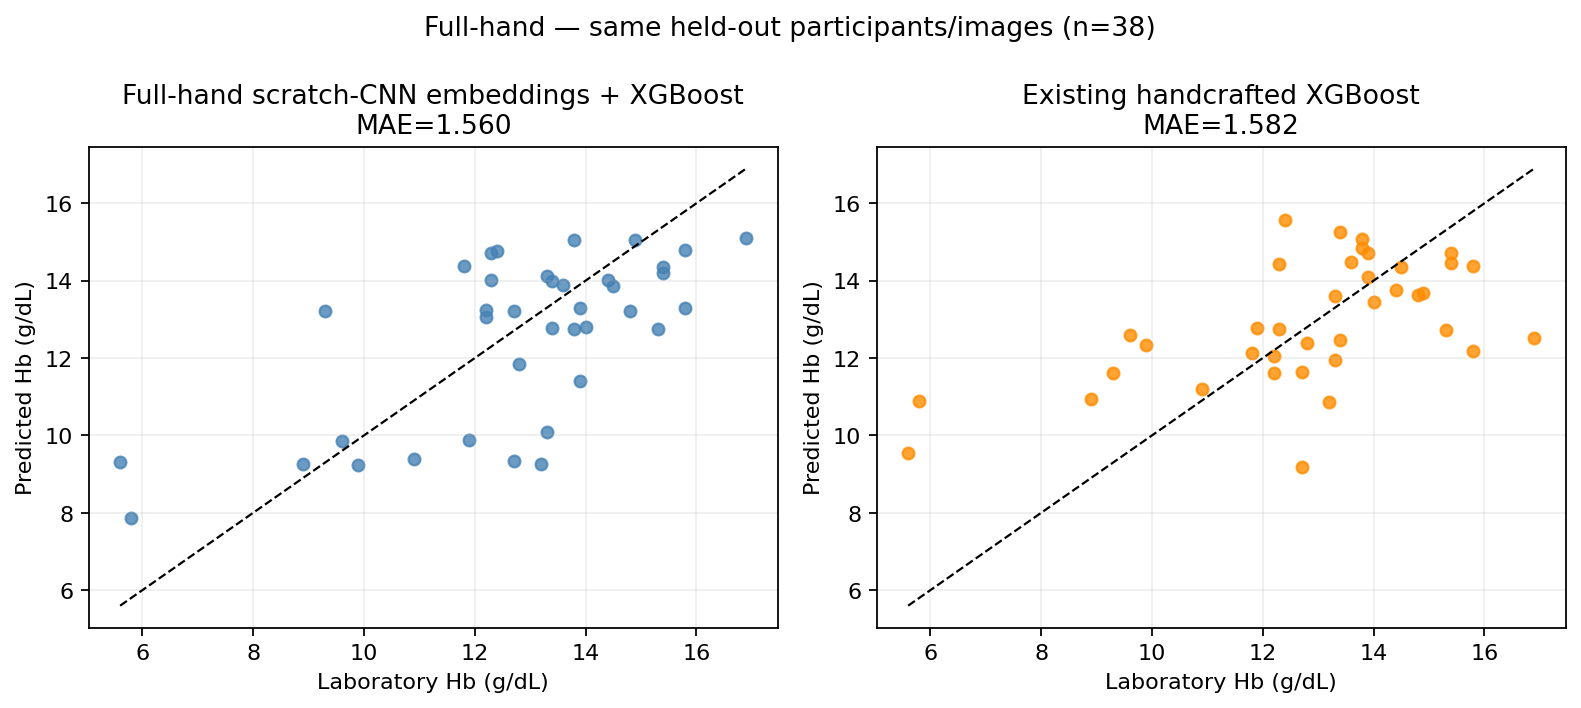 Full-hand — same held-out participants/images (n=38)
Full-hand scratch-CNN embeddings + XGBoost
MAE=1.560
Predicted Hb (g/dL)
16
14
12
10
8
6
6 8 10 12 14 16
Laboratory Hb (g/dL)
Existing handcrafted XGBoost
MAE=1.582
Predicted Hb (g/dL)
16
14
12
10
8
6
6 8 10 12 14 16
Laboratory Hb (g/dL)